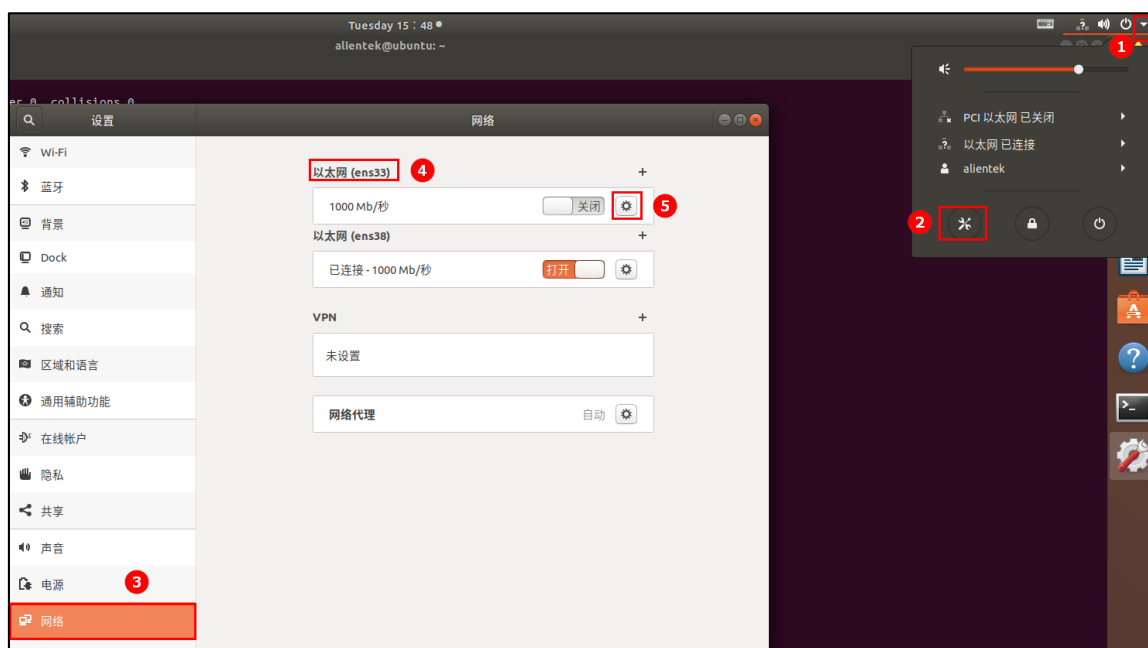 Tuesday 15：48
alientek@ubuntu: ~
1
er 0  collisions 0
设置
网络
Wi-Fi
蓝牙
背景
Dock
通知
搜索
区域和语言
通用辅助功能
在线帐户
隐私
共享
声音
电源
3
网络
以太网 (ens33)
4
+
1000 Mb/秒
关闭
5
以太网 (ens38)
+
已连接 - 1000 Mb/秒
打开
VPN
+
未设置
网络代理
自动
PCI 以太网 已关闭
以太网 已连接
alientek
2